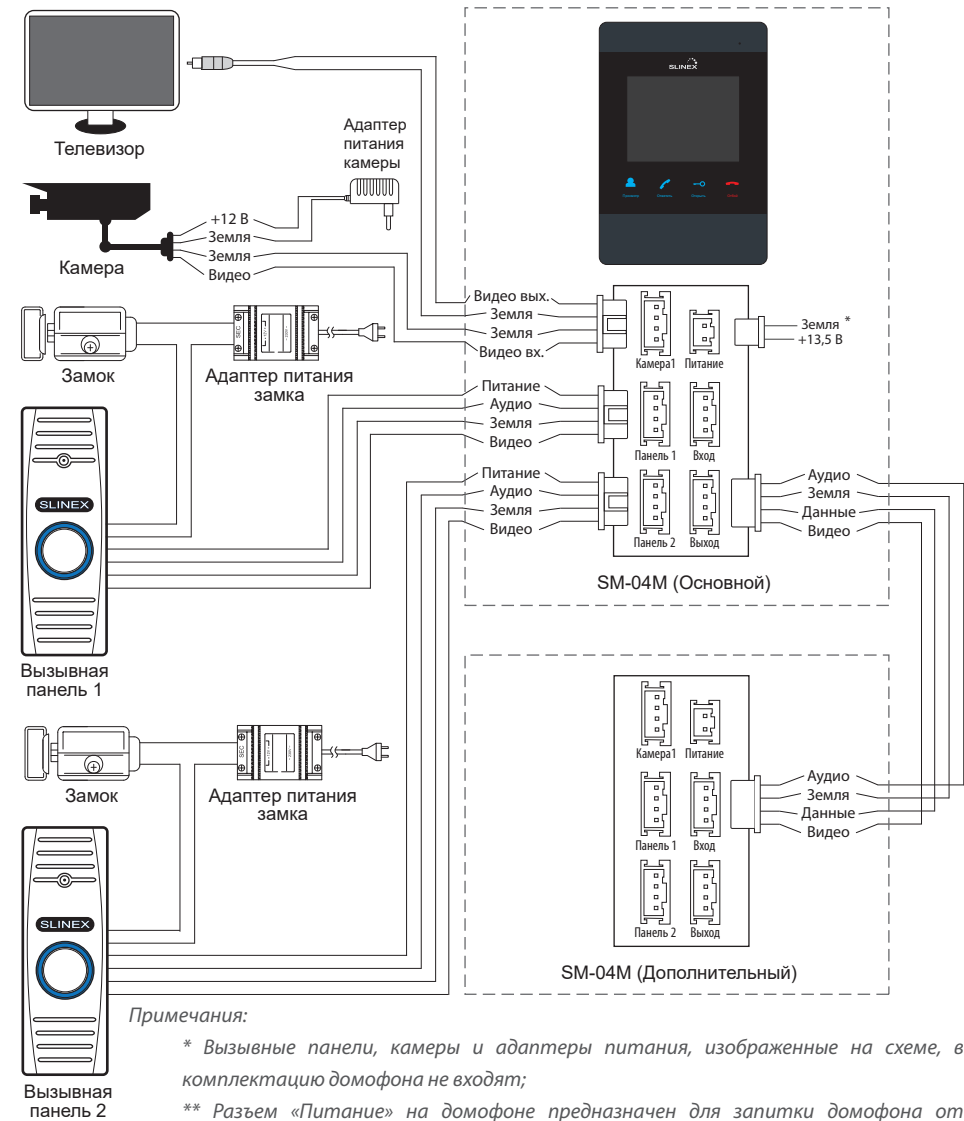 SLINEX
Телевизор
Адаптер
питания
камеры
+12 В
Земля
Земля
Видео
Камера
Видео вых.
Земля
Земля
Видео вх.
Камера1 Питание
Земля *
+13,5 В
SEC
Замок
Адаптер питания
замка
Питание
Аудио
Земля
Видео
Панель 1 Вход
SLINEX
Питание
Аудио
Земля
Видео
Панель 2 Выход
Аудио
Земля
Данные
Видео
SM-04M (Основной)
Вызывная
панель 1
SEC
Замок
Адаптер питания
замка
Камера1 Питание
Панель 1 Вход
Аудио
Земля
Данные
Видео
Панель 2 Выход
SM-04M (Дополнительный)
SLINEX
Вызывная
панель 2
Примечания:
* Вызывные панели, камеры и адаптеры питания, изображенные на схеме, в
комплектацию домофона не входят;
** Разъем «Питание» на домофоне предназначен для запитки домофона от